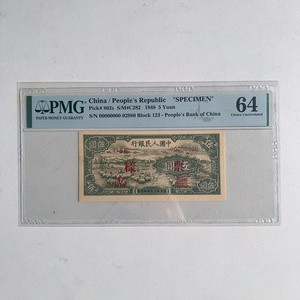 PMG
PAPER MONEY GUARANTY
China / People's Republic "SPECIMEN"
Pick# 802s S/M#C282 1948 5 Yuan
S/N 00000000 02980 Block 123 - People's Bank of China
64
Choice Uncirculated
中國人民銀行